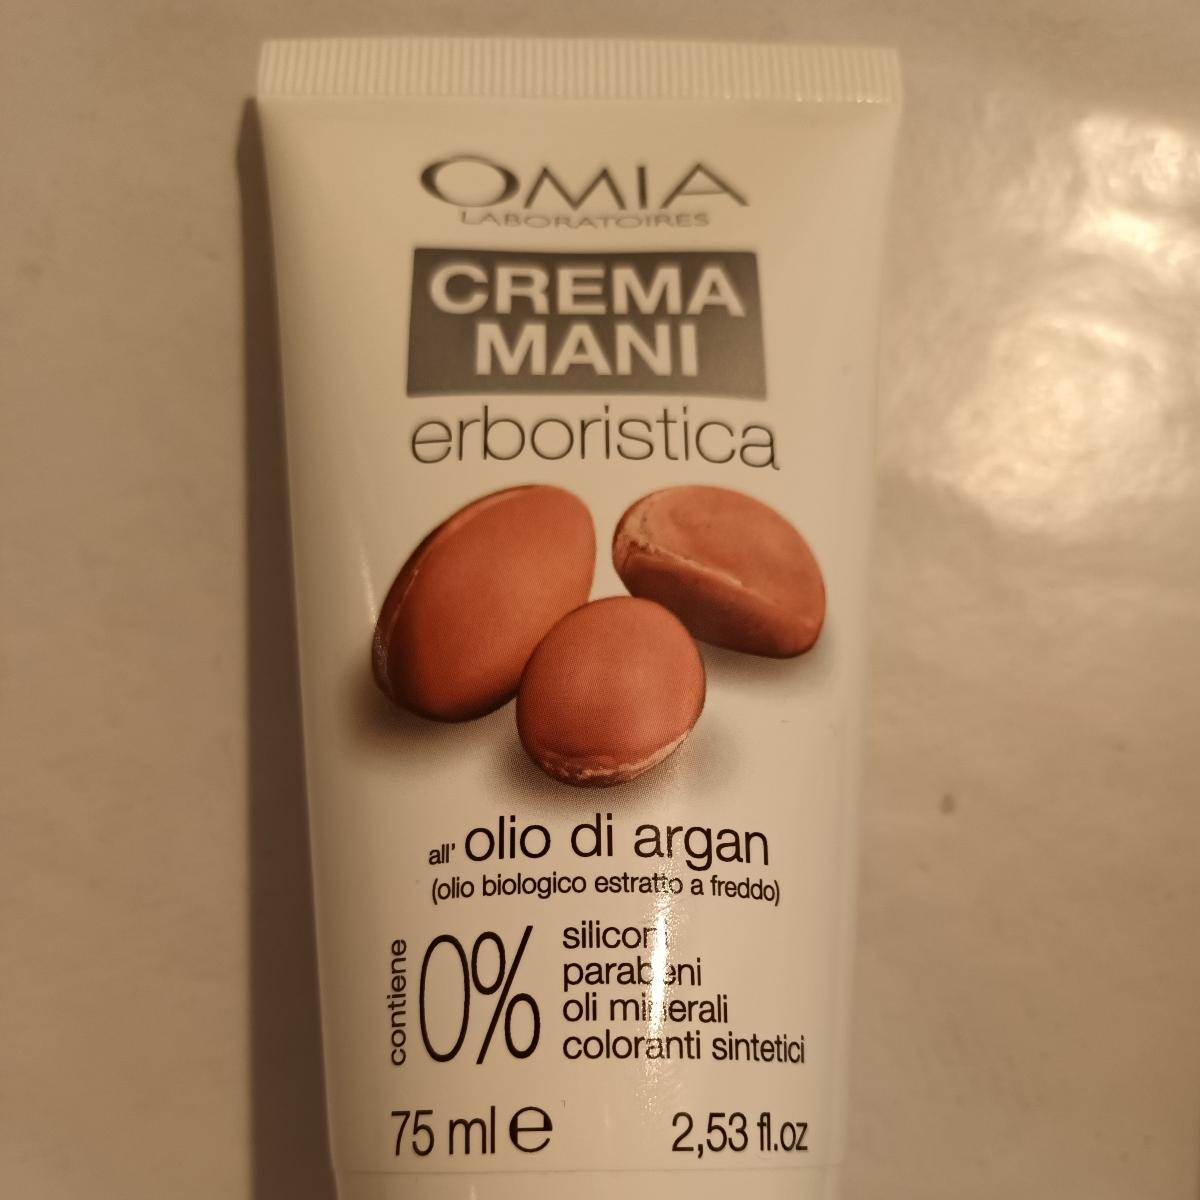 OMIA
LABORATOIRES
CREMA
MANI
erboristica
all' olio di argan
(olio biologico estratto a freddo)
contiene
0%
siliconi
parabeni
oli minerali
coloranti sintetici
75 ml e
2,53 fl.oz